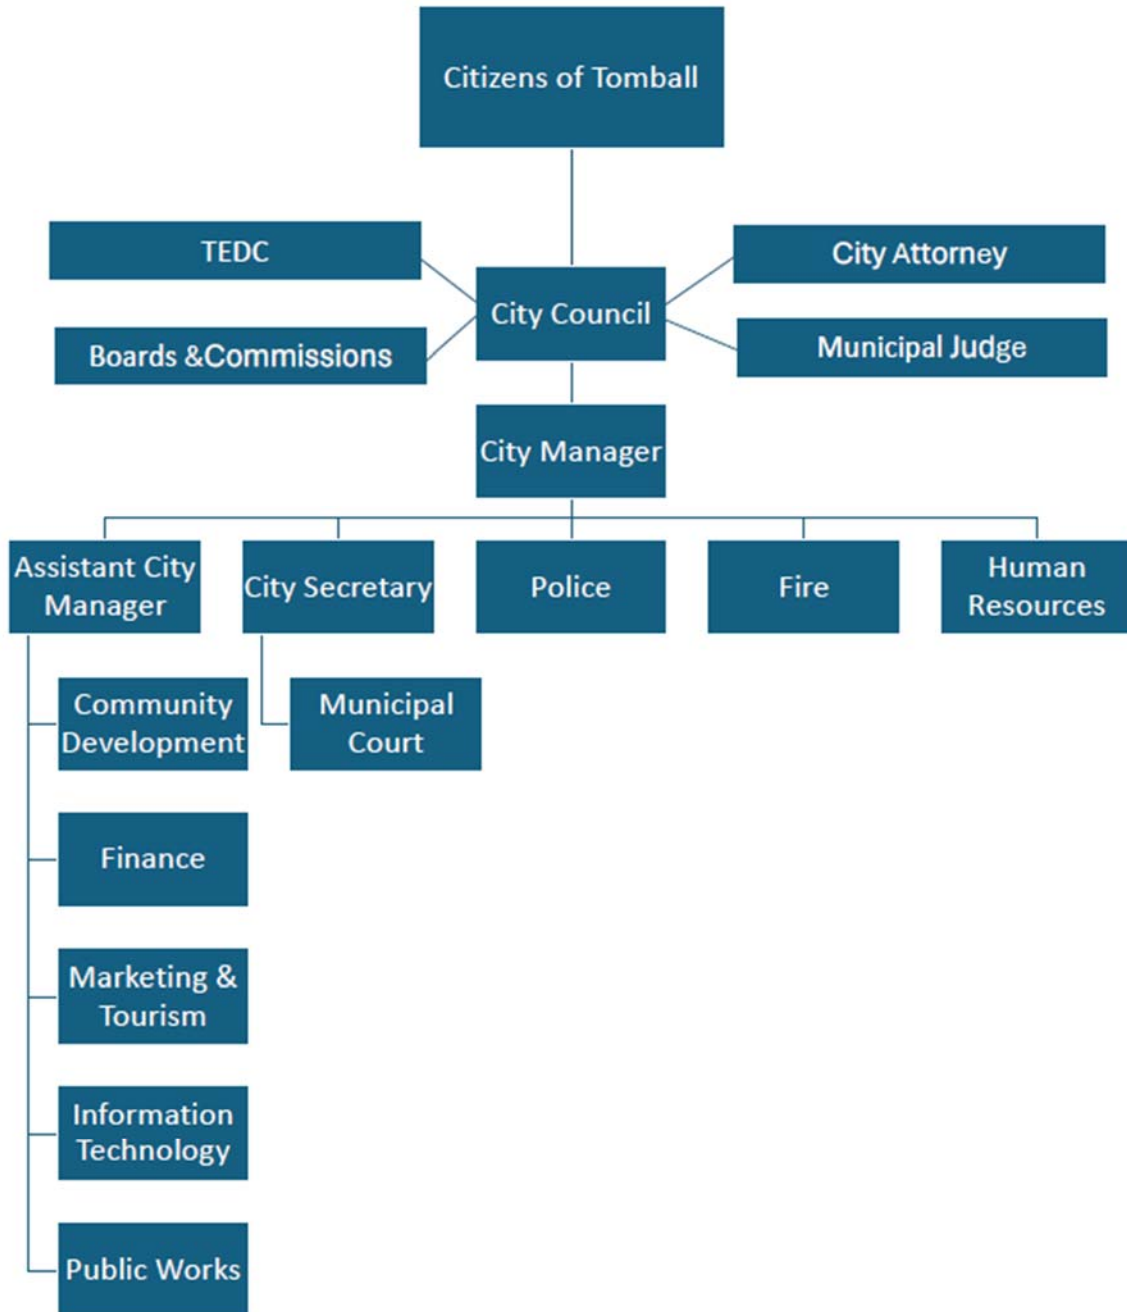 Citizens of Tomball
TEDC
City Attorney
City Council
Boards &Commissions
Municipal Judge
City Manager
Assistant City
Manager
City Secretary
Police
Fire
Human
Resources
Community
Development
Municipal
Court
Finance
Marketing &
Tourism
Information
Technology
Public Works